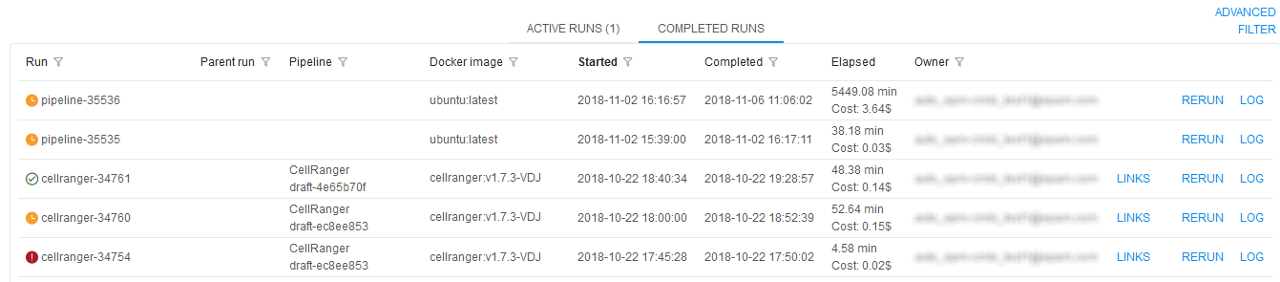 ADVANCED
FILTER
ACTIVE RUNS (1) COMPLETED RUNS
Run Parent run Pipeline Docker image Started Completed Elapsed Owner
pipeline-35536 ubuntu:latest 2018-11-02 16:16:57 2018-11-06 11:06:02 5449.08 min RERUN LOG
Cost: 3.64$
pipeline-35535 ubuntu:latest 2018-11-02 15:39:00 2018-11-02 16:17:11 38.18 min RERUN LOG
Cost: 0.03$
cellranger-34761 CellRanger cellranger:v1.7.3-VDJ 2018-10-22 18:40:34 2018-10-22 19:28:57 48.38 min LINKS RERUN LOG
draft-4e65b70f Cost: 0.14$
cellranger-34760 CellRanger cellranger:v1.7.3-VDJ 2018-10-22 18:00:00 2018-10-22 18:52:39 52.64 min LINKS RERUN LOG
draft-ec8ee853 Cost: 0.15$
cellranger-34754 CellRanger cellranger:v1.7.3-VDJ 2018-10-22 17:45:28 2018-10-22 17:50:02 4.58 min LINKS RERUN LOG
draft-ec8ee853 Cost: 0.02$